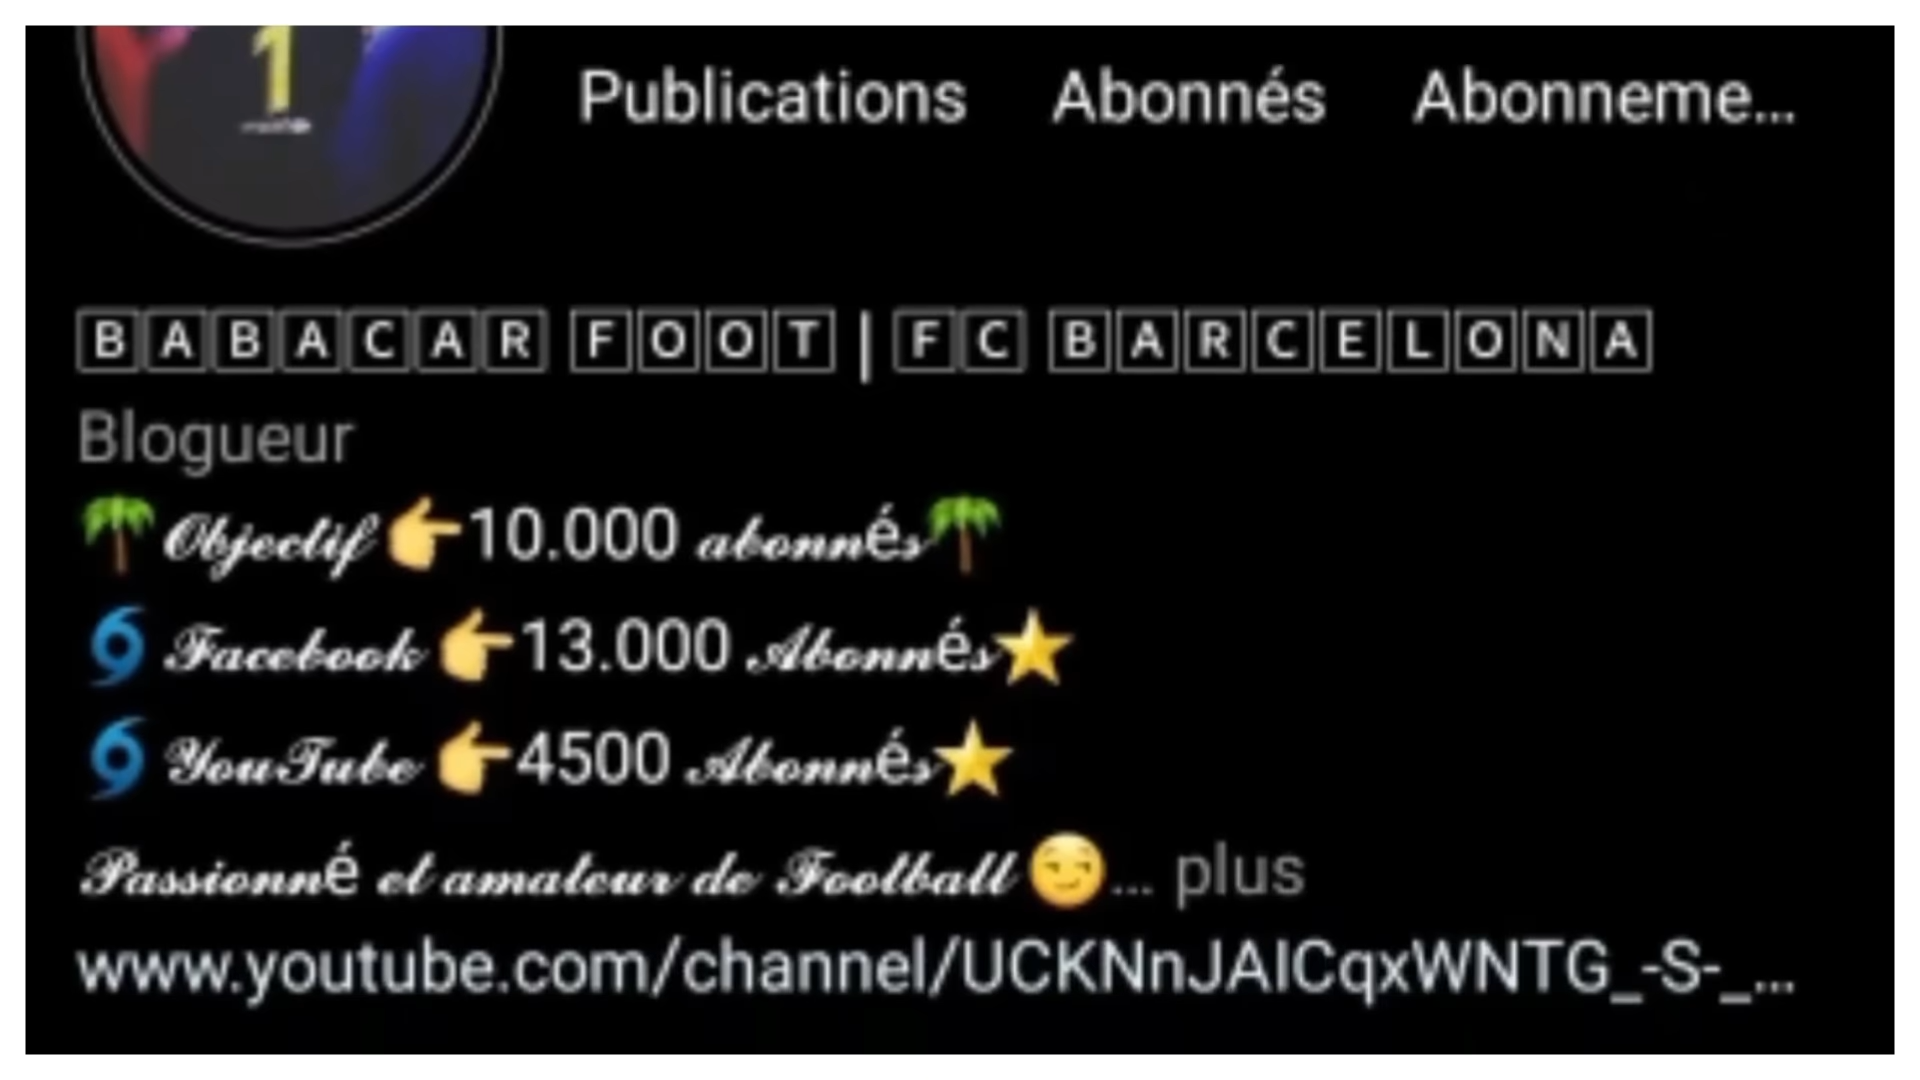 1
Publications Abonnés Abonneme...
🄱🄰🄱🄰🄲🄰🅁 🄵🄾🄾🅃 | 🄵🄲 🄱🄰🅁🄲🄴🄻🄾🄽🄰
Blogueur
🌴𝓞𝓫𝓳𝓮𝓬𝓽𝓲𝓯 👉10.000 𝓪𝓫𝓸𝓷𝓷é𝓼🌴
🌀𝓕𝓪𝓬𝓮𝓫𝓸𝓸𝓴 👉13.000 𝓐𝓫𝓸𝓷𝓷é𝓼⭐
🌀𝓨𝓸𝓾𝓣𝓾𝓫𝓮 👉4500 𝓐𝓫𝓸𝓷𝓷é𝓼⭐
𝓟𝓪𝓼𝓼𝓲𝓸𝓷𝓷é 𝓮𝓽 𝓪𝓶𝓪𝓽𝓮𝓾𝓻 𝓭𝓮 𝓕𝓸𝓸𝓽𝓫𝓪𝓵𝓵 😏... plus
www.youtube.com/channel/UCKNnJAICqxWNTG_-S-_...